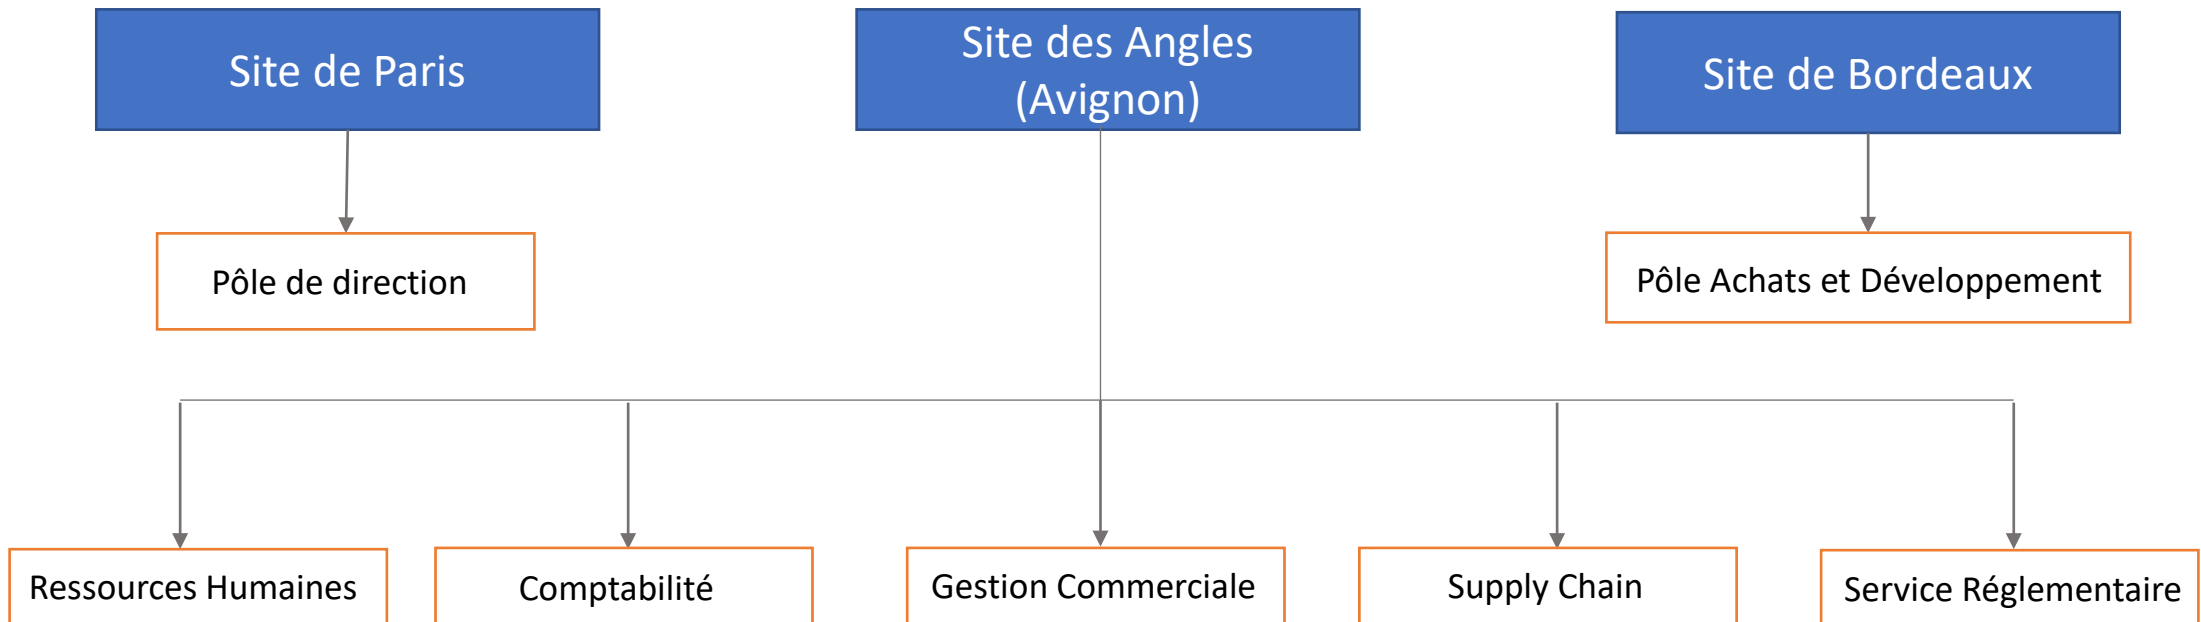 Site de Paris
Site des Angles
(Avignon)
Site de Bordeaux
Pôle de direction
Pôle Achats et Développement
Ressources Humaines
Comptabilité
Gestion Commerciale
Supply Chain
Service Réglementaire